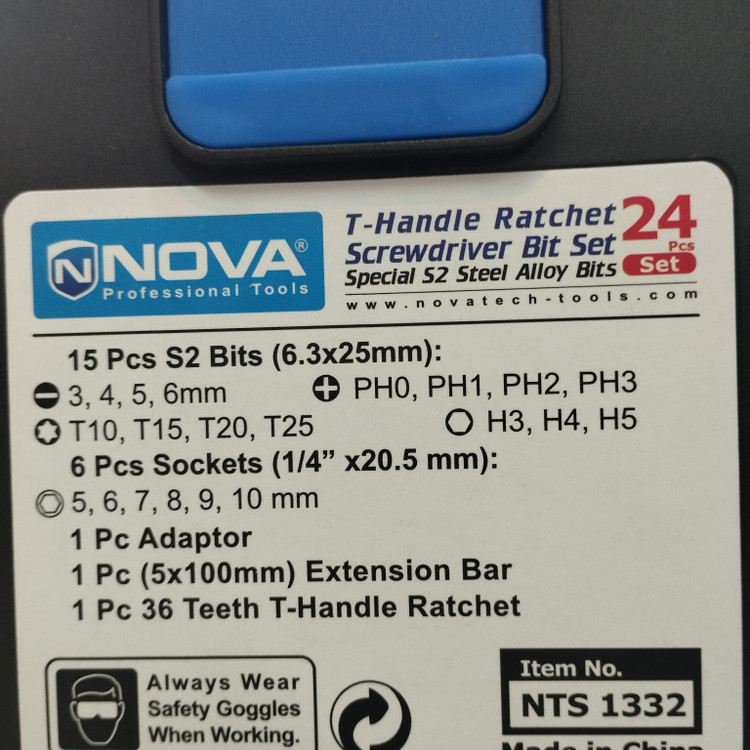 N NOVA®
Professional Tools
T-Handle Ratchet
Screwdriver Bit Set
Special S2 Steel Alloy Bits
24
Pcs
Set
www.novatech-tools.com
15 Pcs S2 Bits (6.3x25mm):
3, 4, 5, 6mm PH0, PH1, PH2, PH3
T10, T15, T20, T25 H3, H4, H5
6 Pcs Sockets (1/4” x20.5 mm):
5, 6, 7, 8, 9, 10 mm
1 Pc Adaptor
1 Pc (5x100mm) Extension Bar
1 Pc 36 Teeth T-Handle Ratchet
Always Wear
Safety Goggles
When Working.
Item No.
NTS 1332
Made in China